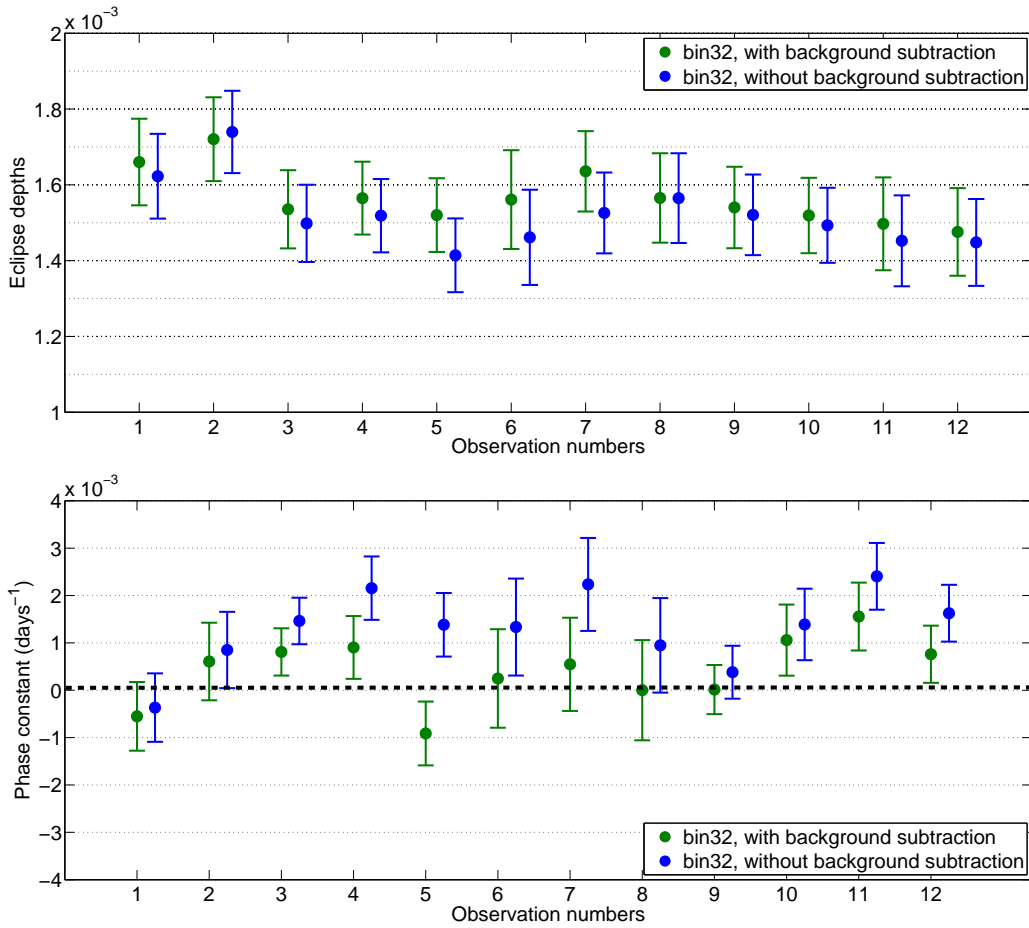 x 10⁻³
2
1.8
1.6
1.4
1.2
1
Eclipse depths
bin32, with background subtraction
bin32, without background subtraction
1 2 3 4 5 6 7 8 9 10 11 12
Observation numbers
x 10⁻³
4
3
2
1
0
−1
−2
−3
−4
Phase constant (days⁻¹)
bin32, with background subtraction
bin32, without background subtraction
1 2 3 4 5 6 7 8 9 10 11 12
Observation numbers